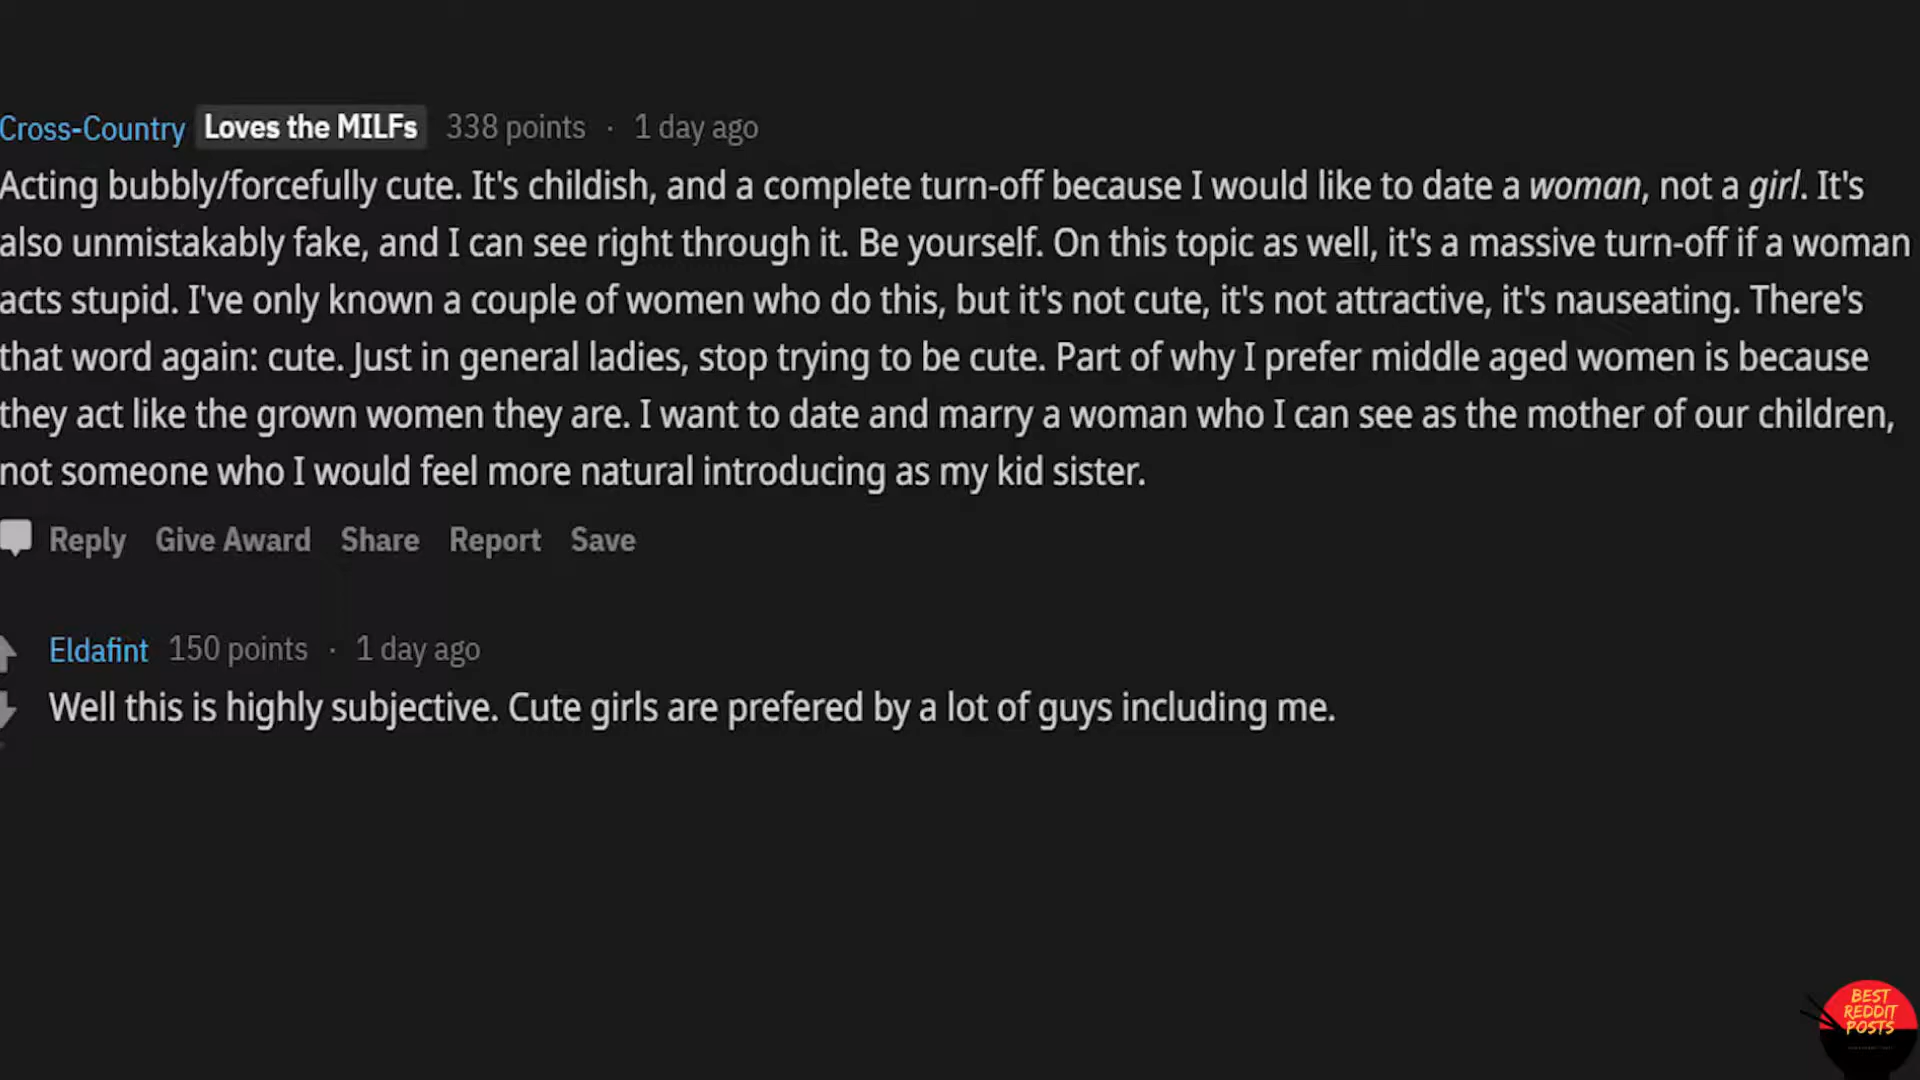 Cross-Country Loves the MILFs 338 points · 1 day ago
Acting bubbly/forcefully cute. It's childish, and a complete turn-off because I would like to date a woman, not a girl. It's
also unmistakably fake, and I can see right through it. Be yourself. On this topic as well, it's a massive turn-off if a woman
acts stupid. I've only known a couple of women who do this, but it's not cute, it's not attractive, it's nauseating. There's
that word again: cute. Just in general ladies, stop trying to be cute. Part of why I prefer middle aged women is because
they act like the grown women they are. I want to date and marry a woman who I can see as the mother of our children,
not someone who I would feel more natural introducing as my kid sister.
Reply Give Award Share Report Save
Eldafint 150 points · 1 day ago
Well this is highly subjective. Cute girls are prefered by a lot of guys including me.
BEST
REDDIT
POSTS